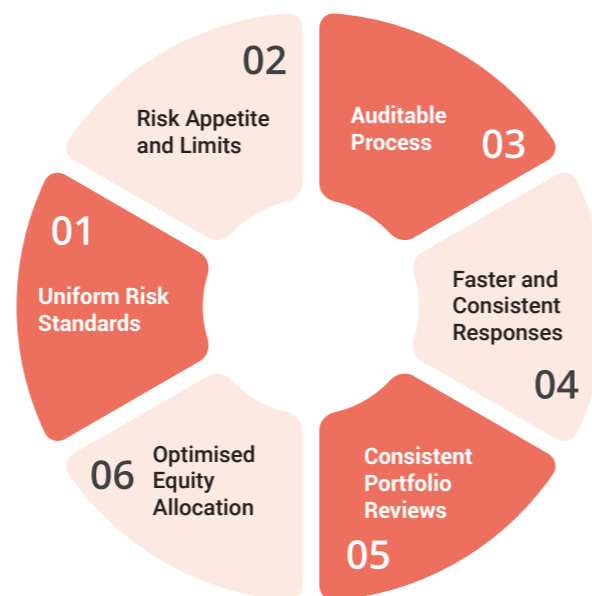 01
Uniform Risk
Standards
02
Risk Appetite
and Limits
Auditable
Process
03
Faster and
Consistent
Responses
04
Consistent
Portfolio
Reviews
05
06
Optimised
Equity
Allocation